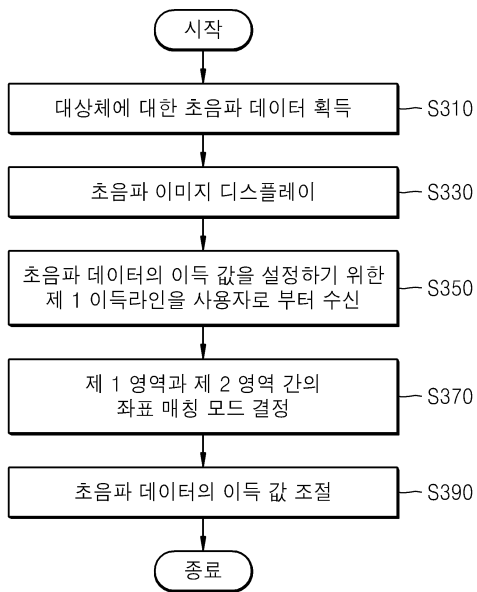 시작
대상체에 대한 초음파 데이터 획득
S310
초음파 이미지 디스플레이
S330
초음파 데이터의 이득 값을 설정하기 위한
제 1 이득라인을 사용자로 부터 수신
S350
제 1 영역과 제 2 영역 간의
좌표 매칭 모드 결정
S370
초음파 데이터의 이득 값 조절
S390
종료